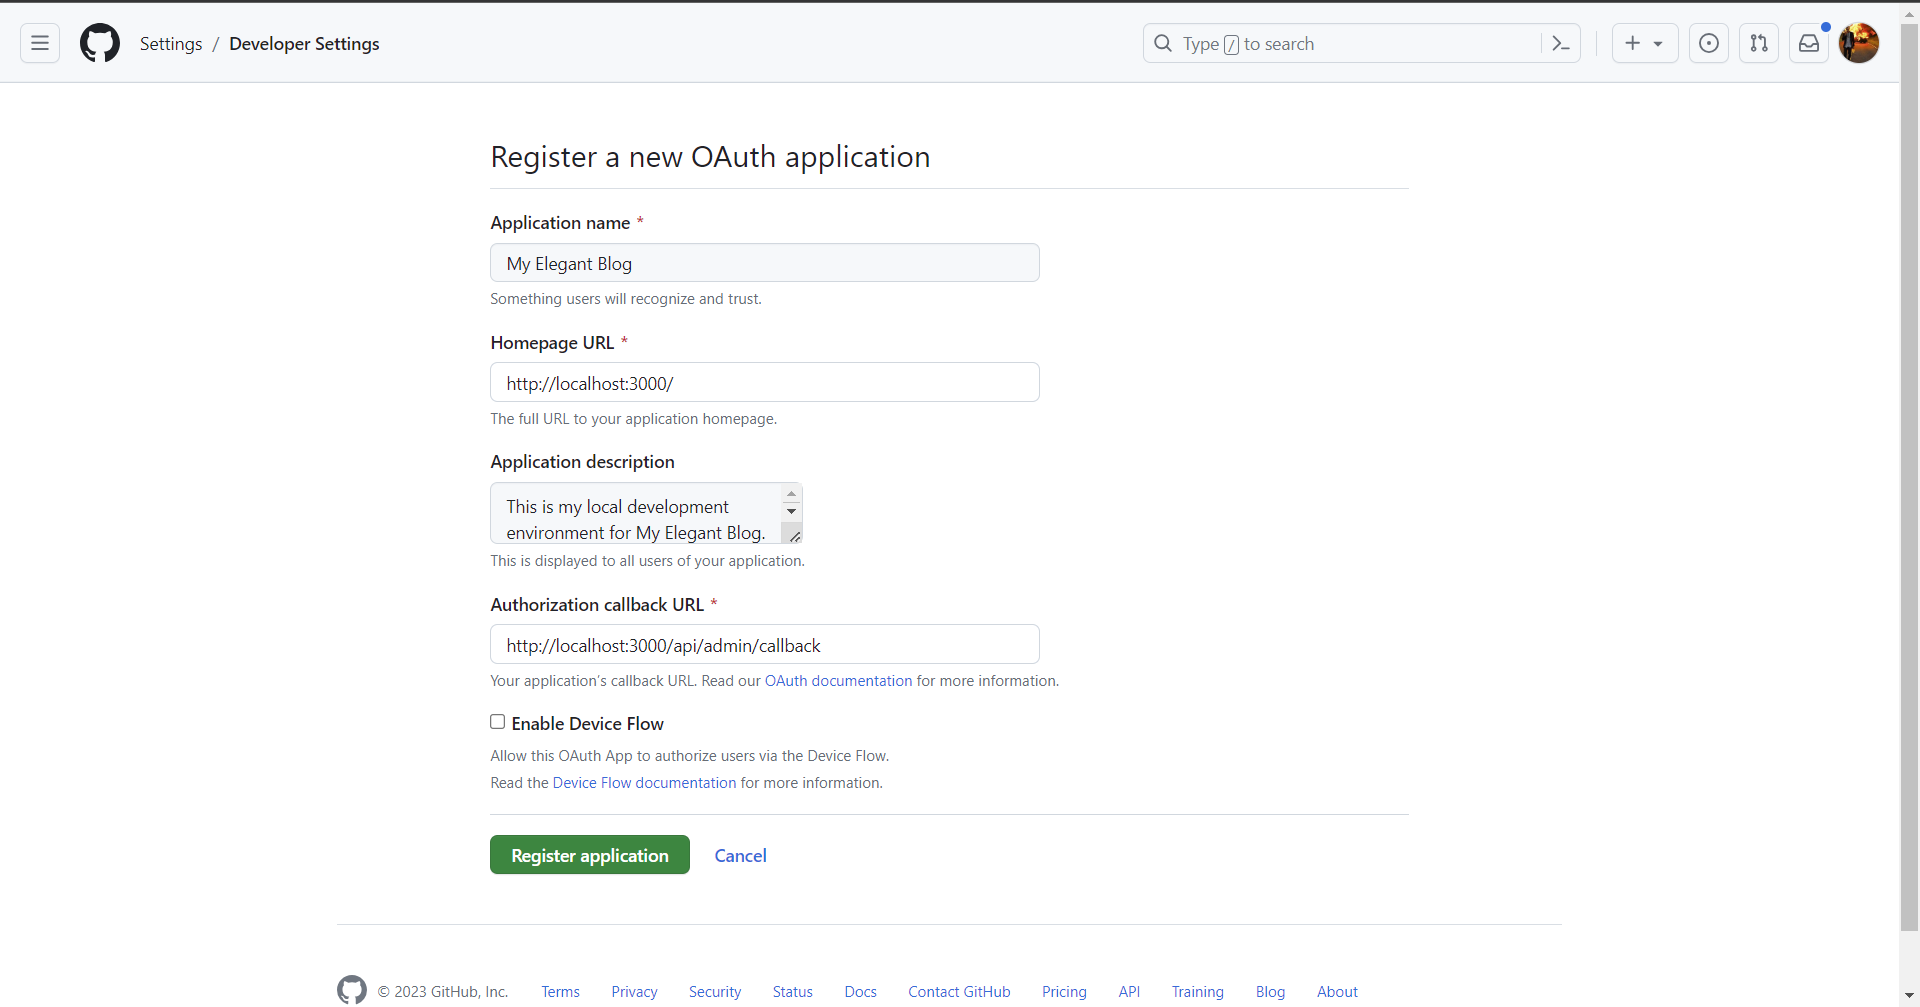 Settings / Developer Settings
Type / to search
Register a new OAuth application
Application name *
My Elegant Blog
Something users will recognize and trust.
Homepage URL *
http://localhost:3000/
The full URL to your application homepage.
Application description
This is my local development
environment for My Elegant Blog.
This is displayed to all users of your application.
Authorization callback URL *
http://localhost:3000/api/admin/callback
Your application’s callback URL. Read our OAuth documentation for more information.
Enable Device Flow
Allow this OAuth App to authorize users via the Device Flow.
Read the Device Flow documentation for more information.
Register application Cancel
© 2023 GitHub, Inc. Terms Privacy Security Status Docs Contact GitHub Pricing API Training Blog About